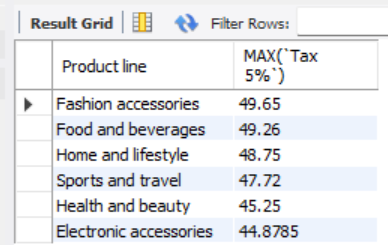 Result Grid Filter Rows:
Product line MAX(`Tax
5%`)
Fashion accessories 49.65
Food and beverages 49.26
Home and lifestyle 48.75
Sports and travel 47.72
Health and beauty 45.25
Electronic accessories 44.8785